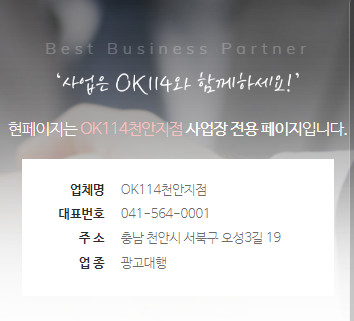 Best Business Partner
‘사업은 OK114와 함께하세요!’
현페이지는 OK114천안지점 사업장 전용 페이지입니다.
업체명 OK114천안지점
대표번호 041-564-0001
주 소 충남 천안시 서북구 오성3길 19
업 종 광고대행